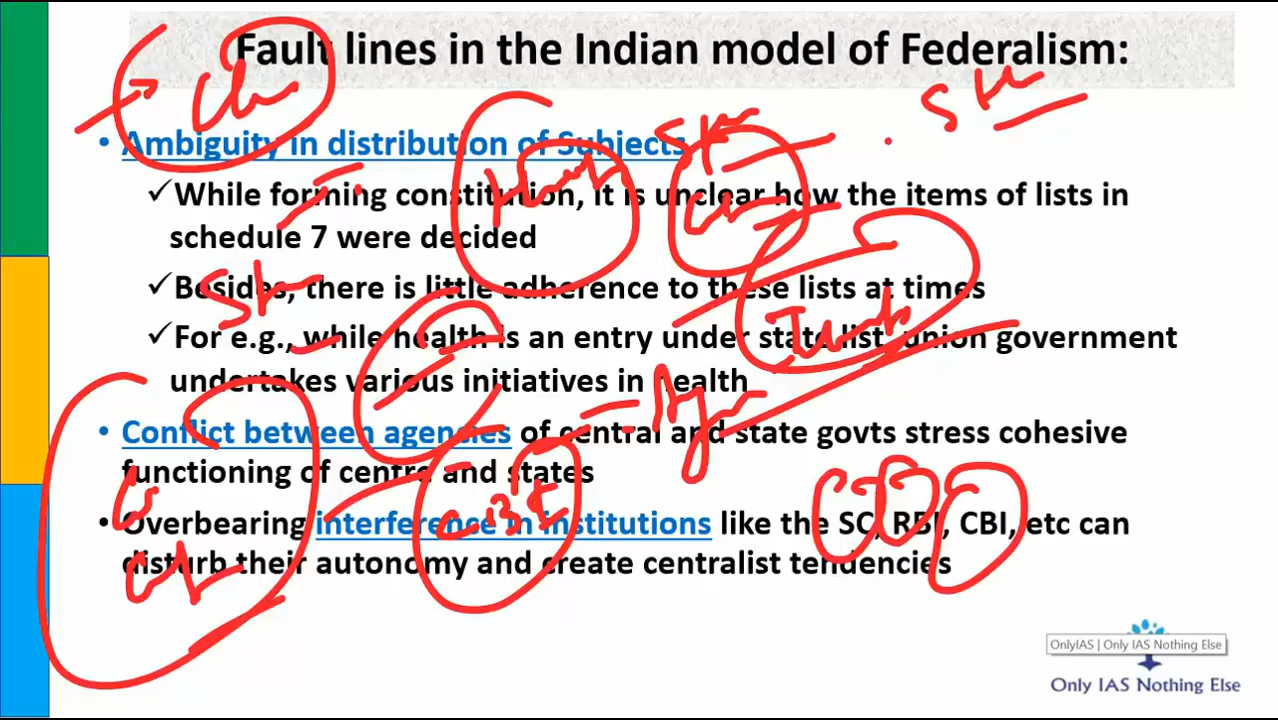 Fault lines in the Indian model of Federalism:
• Ambiguity in distribution of Subjects
✓While forming constitution, it is unclear how the items of lists in
schedule 7 were decided
✓Besides, there is little adherence to these lists at times
✓For e.g., while health is an entry under state list, union government
undertakes various initiatives in health
• Conflict between agencies of central and state govts stress cohesive
functioning of centre and states
• Overbearing interference in institutions like the SC, RBI, CBI, etc can
disturb their autonomy and create centralist tendencies
CBI
OnlyIAS | Only IAS Nothing Else
Only IAS Nothing Else